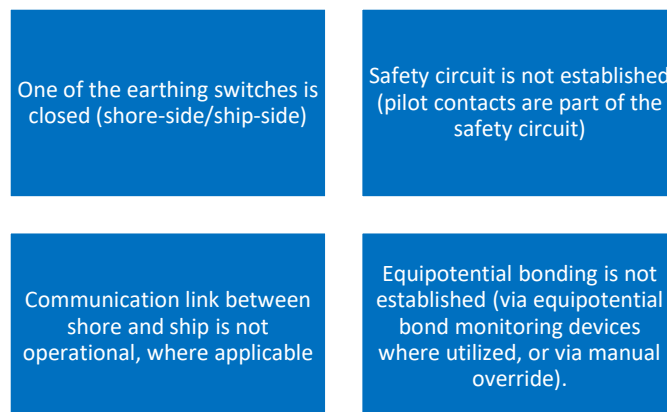 One of the earthing switches is
closed (shore-side/ship-side)
Safety circuit is not established
(pilot contacts are part of the
safety circuit)
Communication link between
shore and ship is not
operational, where applicable
Equipotential bonding is not
established (via equipotential
bond monitoring devices
where utilized, or via manual
override).